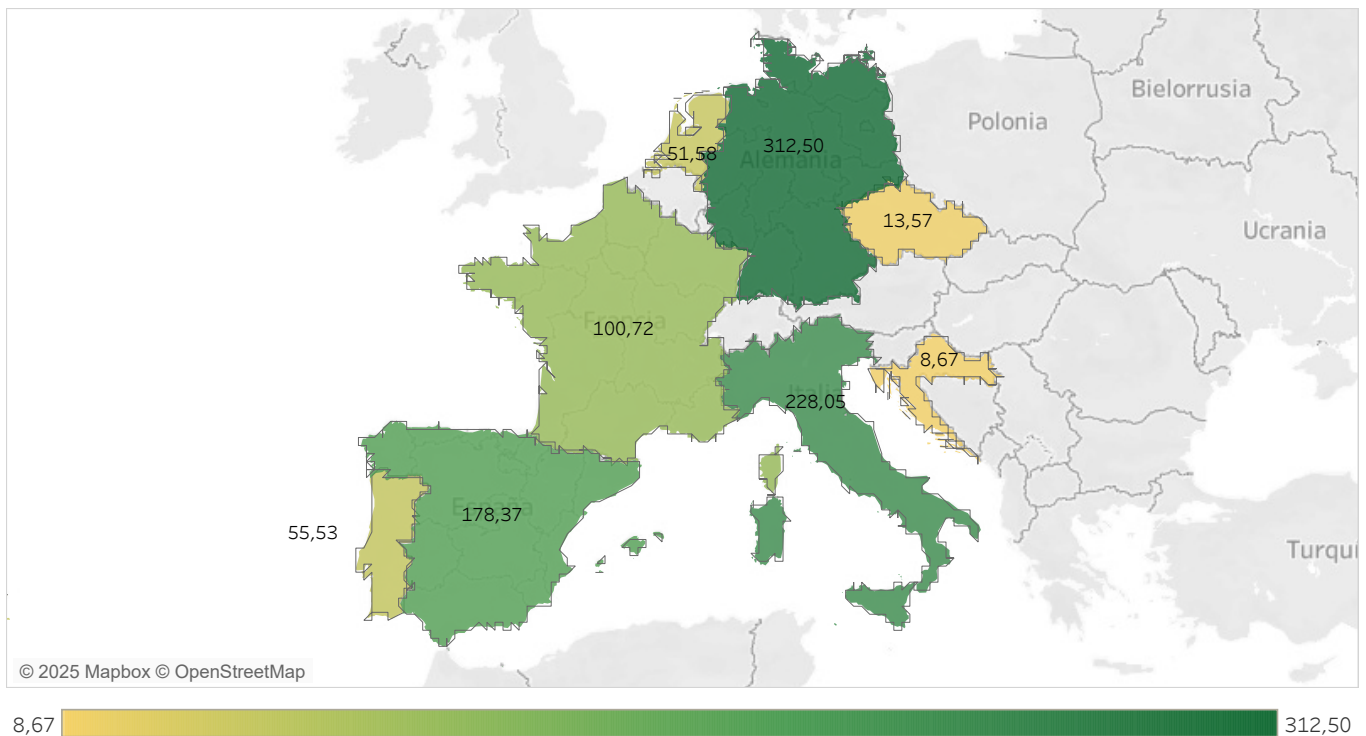 Bielorrusia
Polonia
312,50
51,58
Alemania
13,57
Ucrania
Francia
100,72
8,67
Italia
228,05
España
178,37
55,53
Turqu
© 2025 Mapbox © OpenStreetMap
8,67
312,50